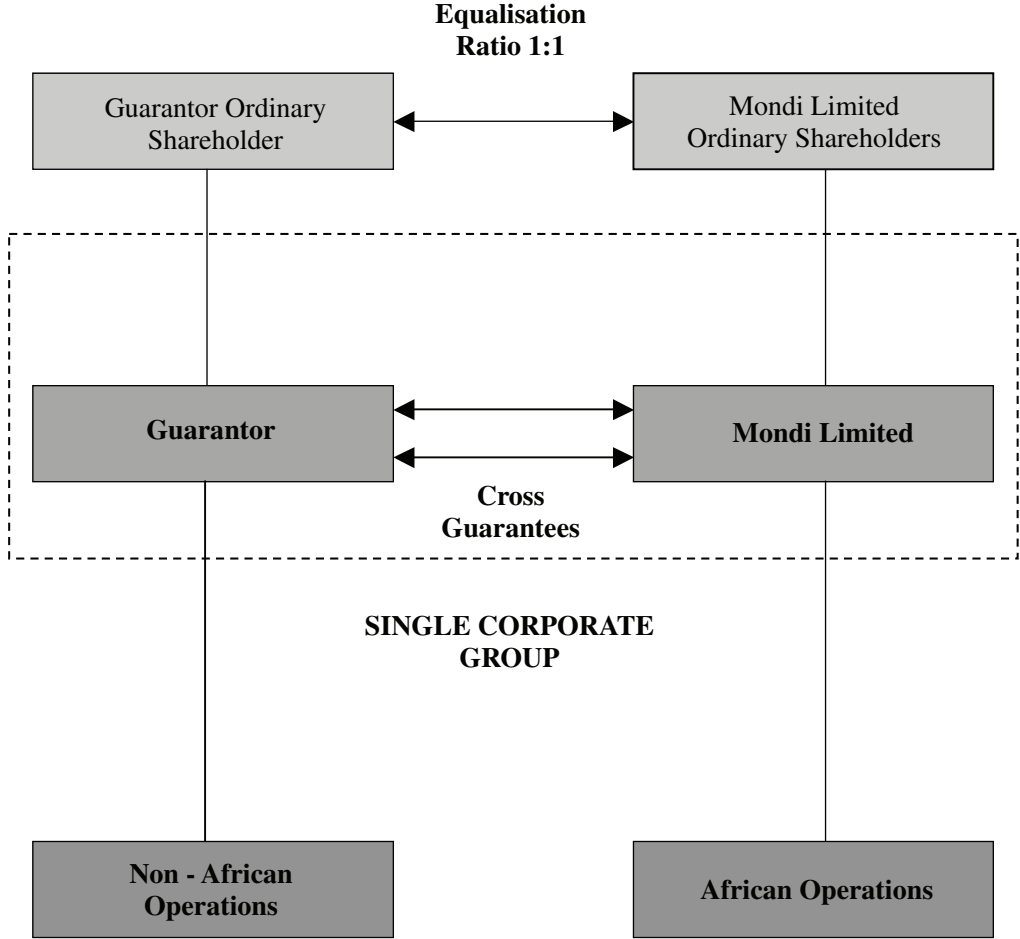 Equalisation
Ratio 1:1
Guarantor Ordinary
Shareholder
Mondi Limited
Ordinary Shareholders
Guarantor
Mondi Limited
Cross
Guarantees
SINGLE CORPORATE
GROUP
Non - African
Operations
African Operations